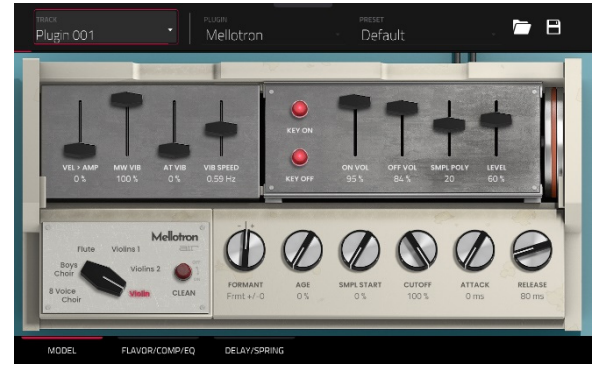 TRACK PLUGIN PRESET
Plugin 001 Mellotron Default
KEY ON
VEL > AMP MW VIB AT VIB VIB SPEED
0 % 100 % 0 % 0.59 Hz
KEY OFF
ON VOL OFF VOL SMPL POLY LEVEL
95 % 84 % 20 60 %
Mellotron
Flute Violins 1
Boys
Choir
Violins 2
8 Voice
Choir
Violin
CLEAN
FORMANT AGE SMPL START CUTOFF ATTACK RELEASE
Frmt +/-0 0 % 0 % 100 % 0 ms 80 ms
MODEL FLAVOR/COMP/EQ DELAY/SPRING